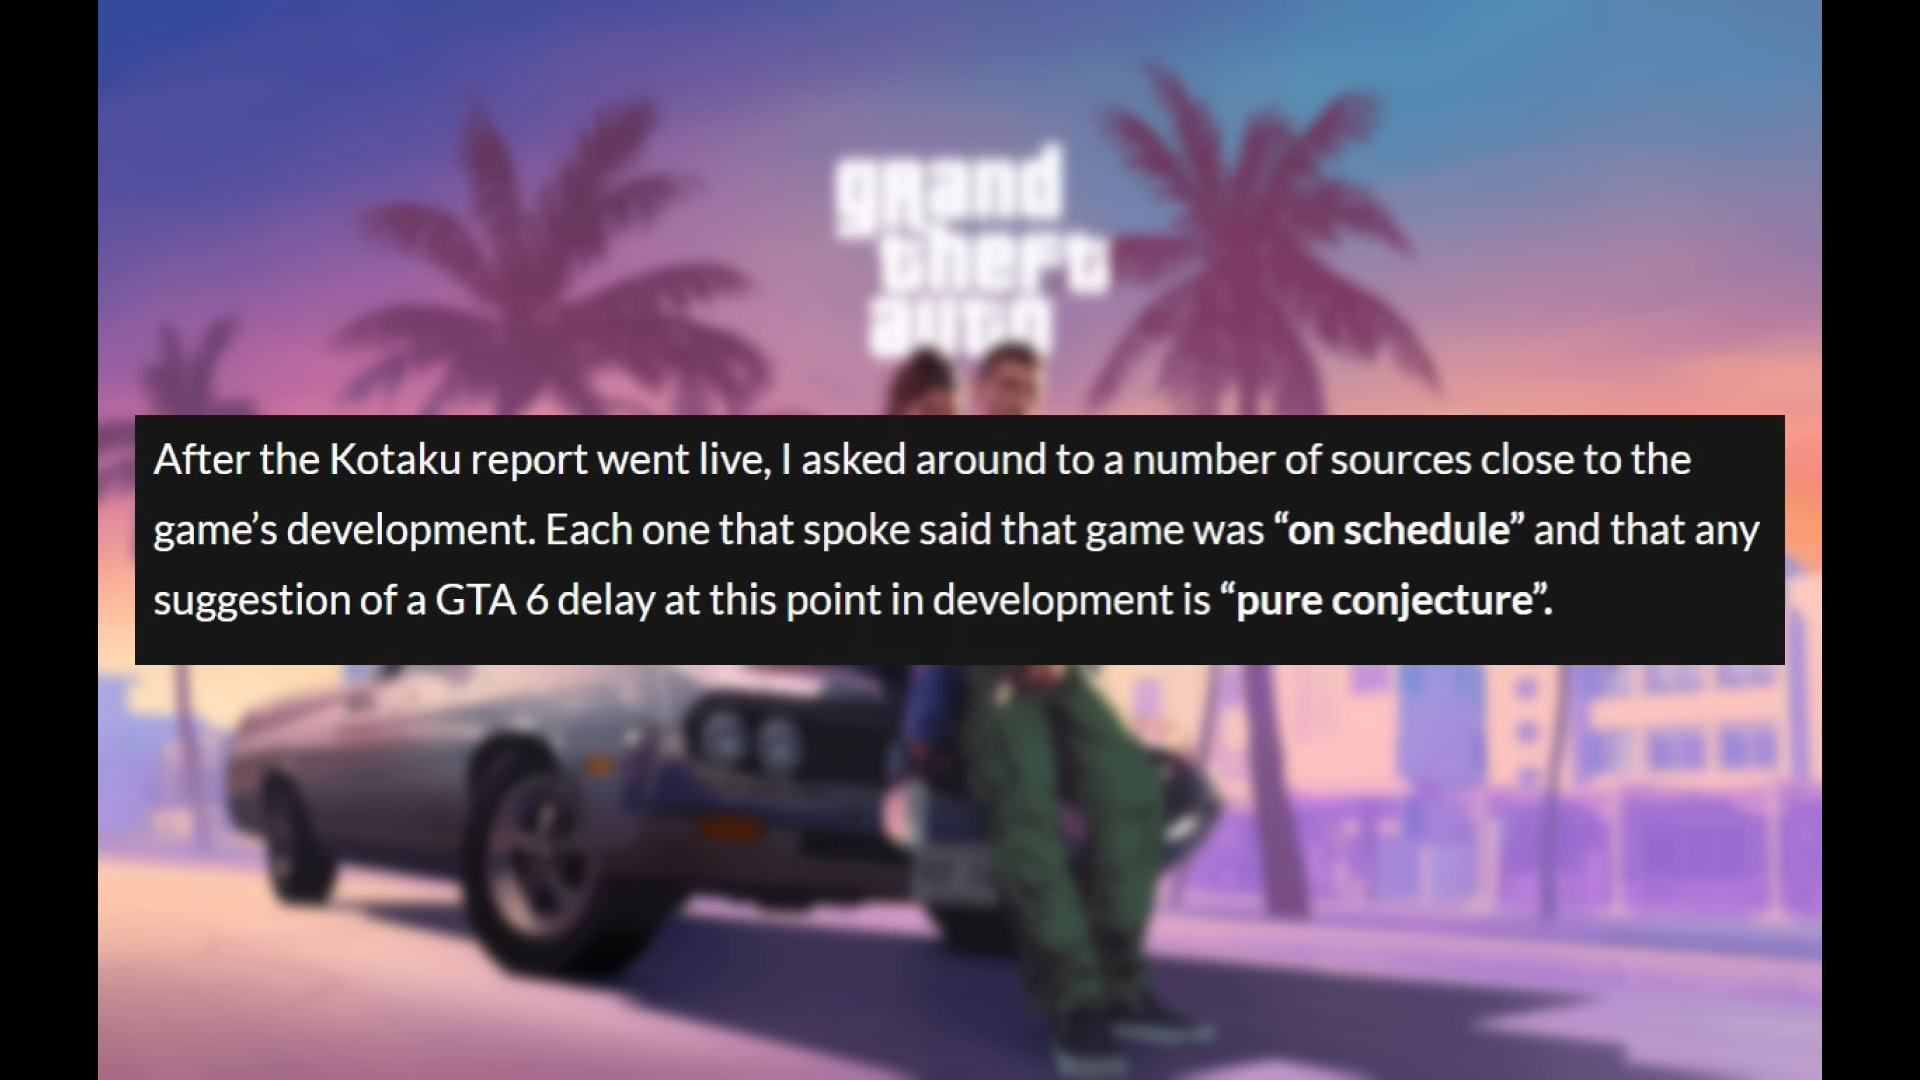 grand
theft
auto
After the Kotaku report went live, I asked around to a number of sources close to the
game’s development. Each one that spoke said that game was “on schedule” and that any
suggestion of a GTA 6 delay at this point in development is “pure conjecture”.